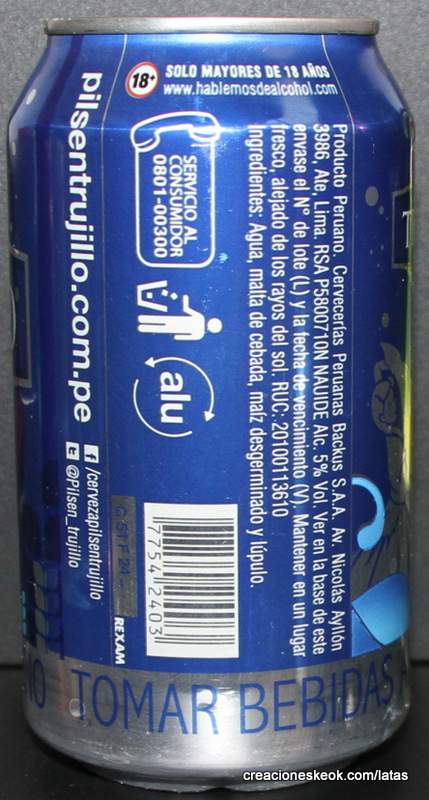 18+
SOLO MAYORES DE 18 AÑOS
www.hablemosdealcohol.com
Producto Peruano. Cervecerías Peruanas Backus S.A.A. Av. Nicolás Ayllón
3986, Ate, Lima. RSA P5800710N NAUIDE Alc. 5% Vol. Ver en la base de este
envase el N° de lote (L) y la fecha de vencimiento (V). Mantener en un lugar
fresco, alejado de los rayos del sol. RUC: 20100113610
Ingredientes: Agua, malta de cebada, maíz desgerminado y lúpulo.
SERVICIO AL
CONSUMIDOR
0801-00300
alu
pilsentrujillo.com.pe
/cervezapilsentrujillo
@Pilsen_trujillo
7754 2403
REXAM
TOMAR BEBIDAS
creacioneskeok.com/latas